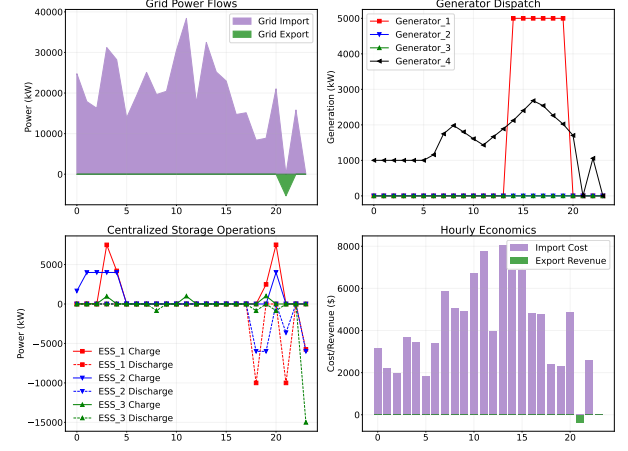 Grid Power Flows
Power (kW)
40000
30000
20000
10000
0
0
5
10
15
20
Grid Import
Grid Export
Generator Dispatch
Generation (kW)
5000
4000
3000
2000
1000
0
0
5
10
15
20
Generator_1
Generator_2
Generator_3
Generator_4
Centralized Storage Operations
Power (kW)
5000
0
−5000
−10000
−15000
0
5
10
15
20
ESS_1 Charge
ESS_1 Discharge
ESS_2 Charge
ESS_2 Discharge
ESS_3 Charge
ESS_3 Discharge
Hourly Economics
Cost/Revenue ($)
8000
6000
4000
2000
0
0
5
10
15
20
Import Cost
Export Revenue